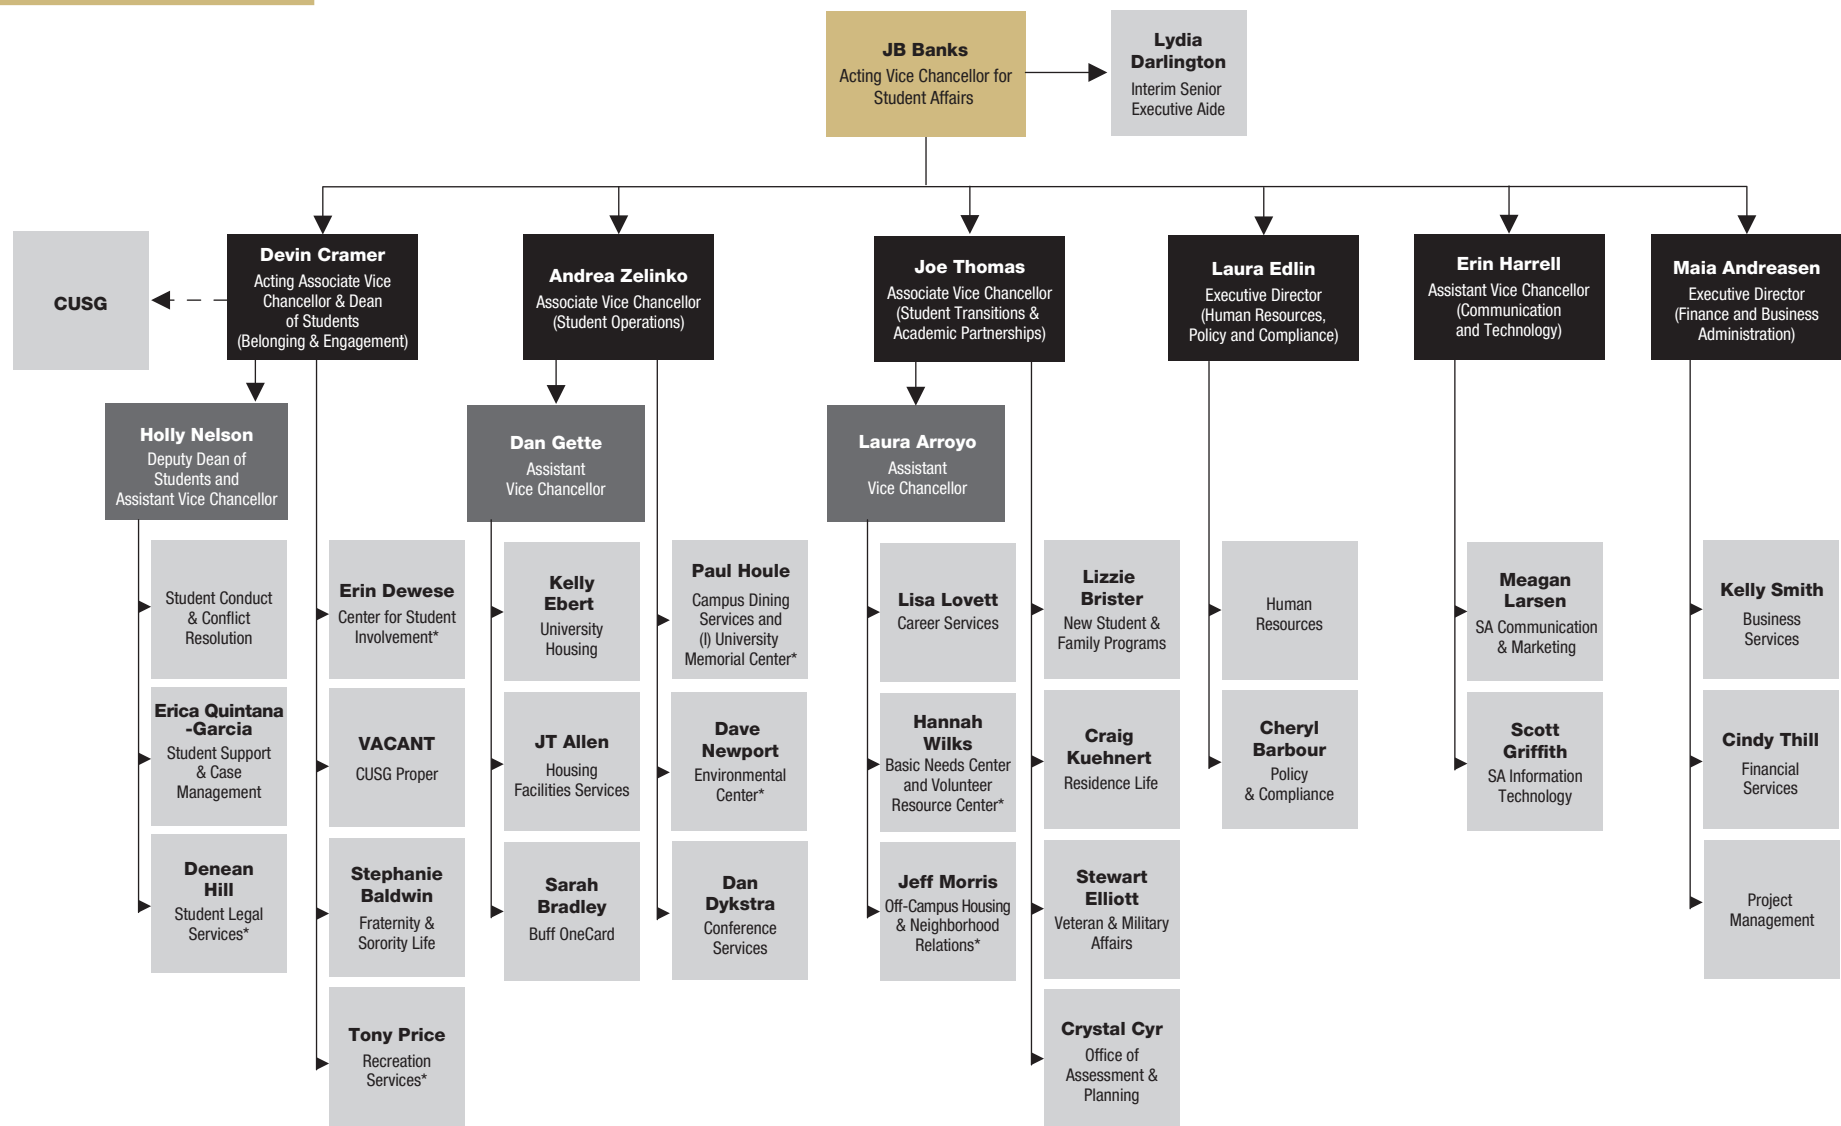 JB Banks
Acting Vice Chancellor for
Student Affairs
Lydia
Darlington
Interim Senior
Executive Aide
CUSG
Devin Cramer
Acting Associate Vice
Chancellor & Dean
of Students
(Belonging & Engagement)
Andrea Zelinko
Associate Vice Chancellor
(Student Operations)
Joe Thomas
Associate Vice Chancellor
(Student Transitions &
Academic Partnerships)
Laura Edlin
Executive Director
(Human Resources,
Policy and Compliance)
Erin Harrell
Assistant Vice Chancellor
(Communication
and Technology)
Maia Andreasen
Executive Director
(Finance and Business
Administration)
Holly Nelson
Deputy Dean of
Students and
Assistant Vice Chancellor
Dan Gette
Assistant
Vice Chancellor
Laura Arroyo
Assistant
Vice Chancellor
Student Conduct
& Conflict
Resolution
Erica Quintana
-Garcia
Student Support
& Case
Management
Denean
Hill
Student Legal
Services*
Erin Dewese
Center for Student
Involvement*
VACANT
CUSG Proper
Stephanie
Baldwin
Fraternity &
Sorority Life
Tony Price
Recreation
Services*
Kelly
Ebert
University
Housing
JT Allen
Housing
Facilities Services
Sarah
Bradley
Buff OneCard
Paul Houle
Campus Dining
Services and
(I) University
Memorial Center*
Dave
Newport
Environmental
Center*
Dan
Dykstra
Conference
Services
Lisa Lovett
Career Services
Hannah
Wilks
Basic Needs Center
and Volunteer
Resource Center*
Jeff Morris
Off-Campus Housing
& Neighborhood
Relations*
Lizzie
Brister
New Student &
Family Programs
Craig
Kuehnert
Residence Life
Stewart
Elliott
Veteran & Military
Affairs
Crystal Cyr
Office of
Assessment &
Planning
Human
Resources
Cheryl
Barbour
Policy
& Compliance
Meagan
Larsen
SA Communication
& Marketing
Scott
Griffith
SA Information
Technology
Kelly Smith
Business
Services
Cindy Thill
Financial
Services
Project
Management